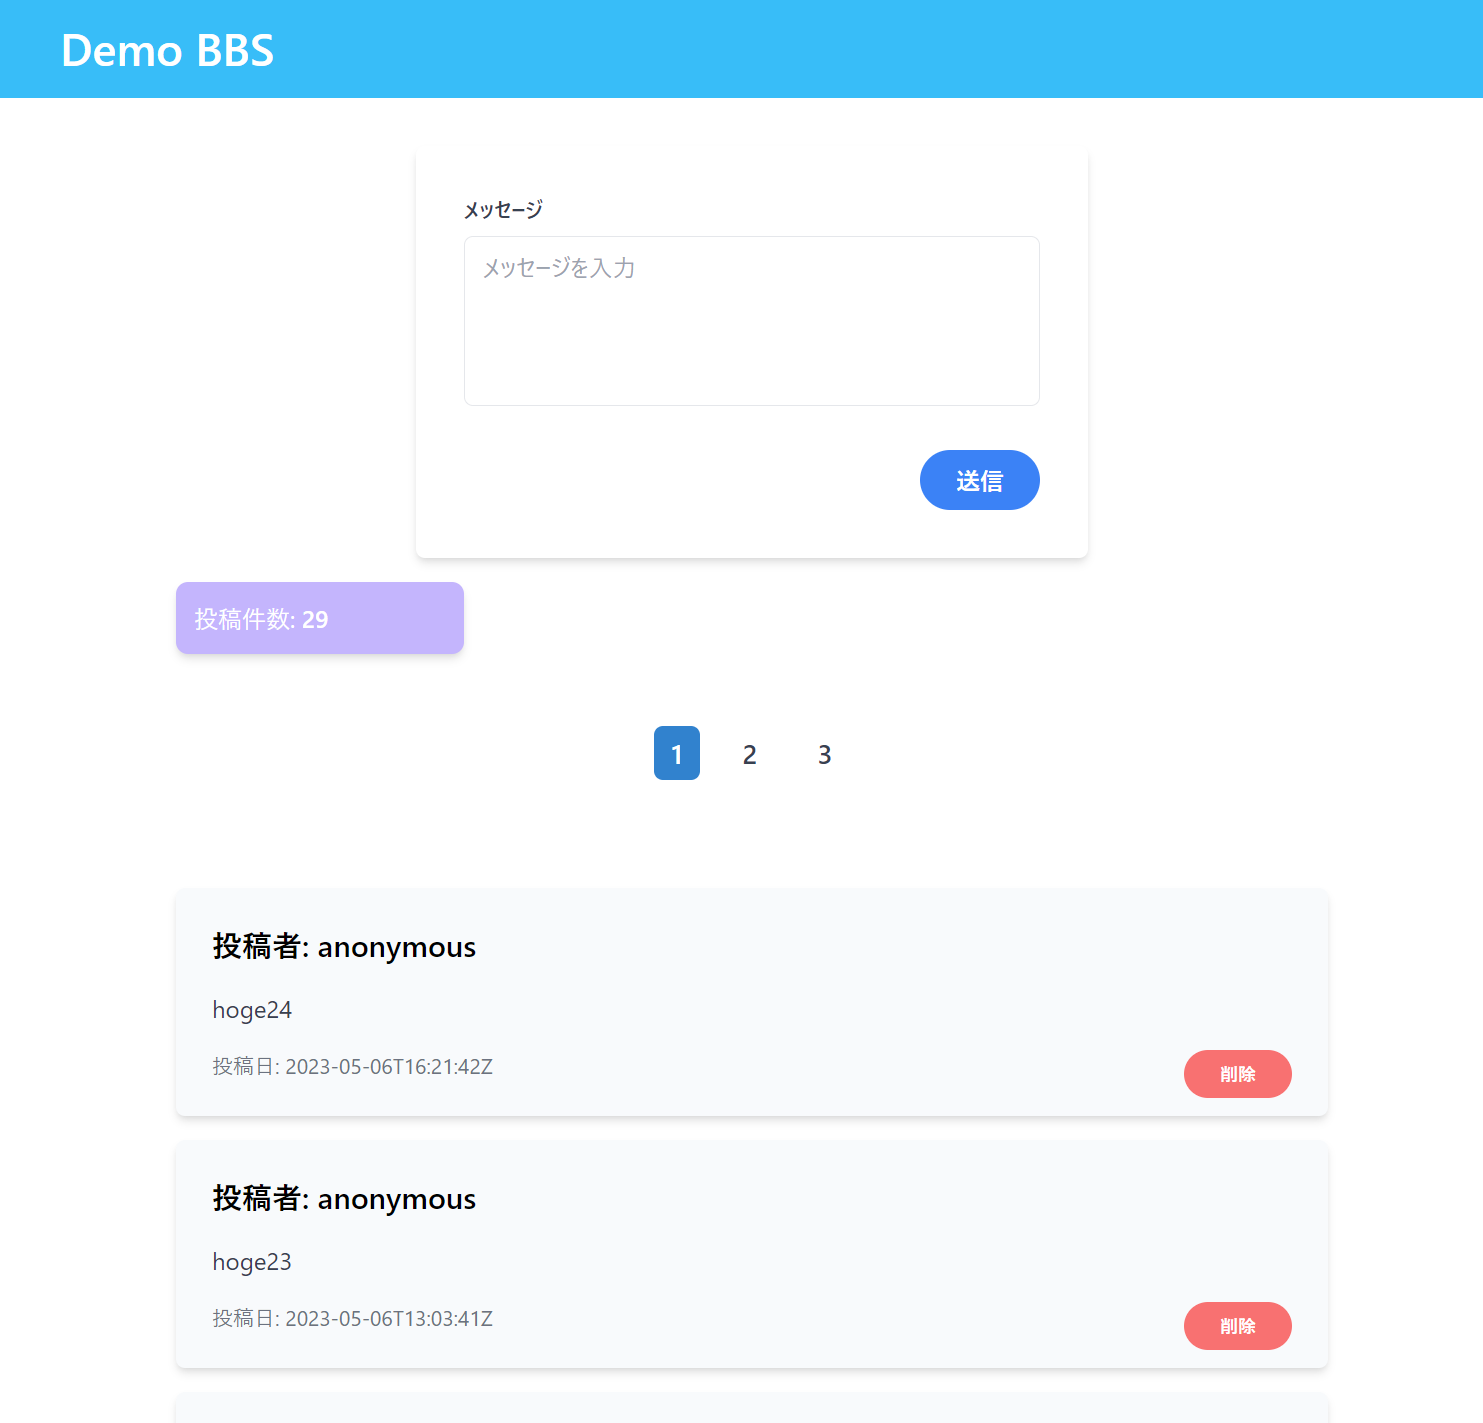 Demo BBS
メッセージ
メッセージを入力
送信
投稿件数: 29
1 2 3
投稿者: anonymous
hoge24
投稿日: 2023-05-06T16:21:42Z
削除
投稿者: anonymous
hoge23
投稿日: 2023-05-06T13:03:41Z
削除